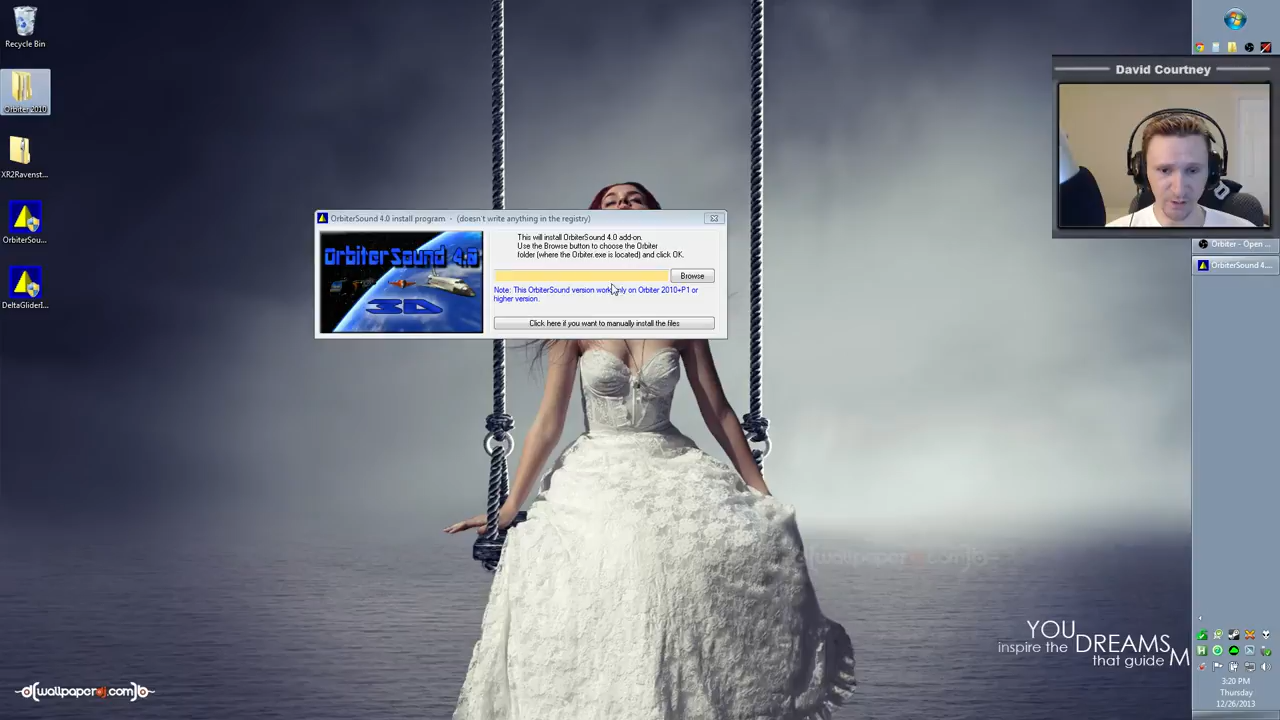 Recycle Bin
Orbiter 2010
XR2Ravenst...
OrbiterSou...
DeltaGliderI...
OrbiterSound 4.0 install program - (doesn't write anything in the registry)
OrbiterSound 4.0
3D
This will install OrbiterSound 4.0 add-on.
Use the Browse button to choose the Orbiter
folder (where the Orbiter.exe is located) and click OK.
Browse
Note: This OrbiterSound version work only on Orbiter 2010+P1 or
higher version.
Click here if you want to manually install the files
David Courtney
Orbiter - Open ...
OrbiterSound 4...
YOU
inspire the DREAMS
that guide M
d[wallpaperdj.com]b
3:20 PM
Thursday
12/26/2013